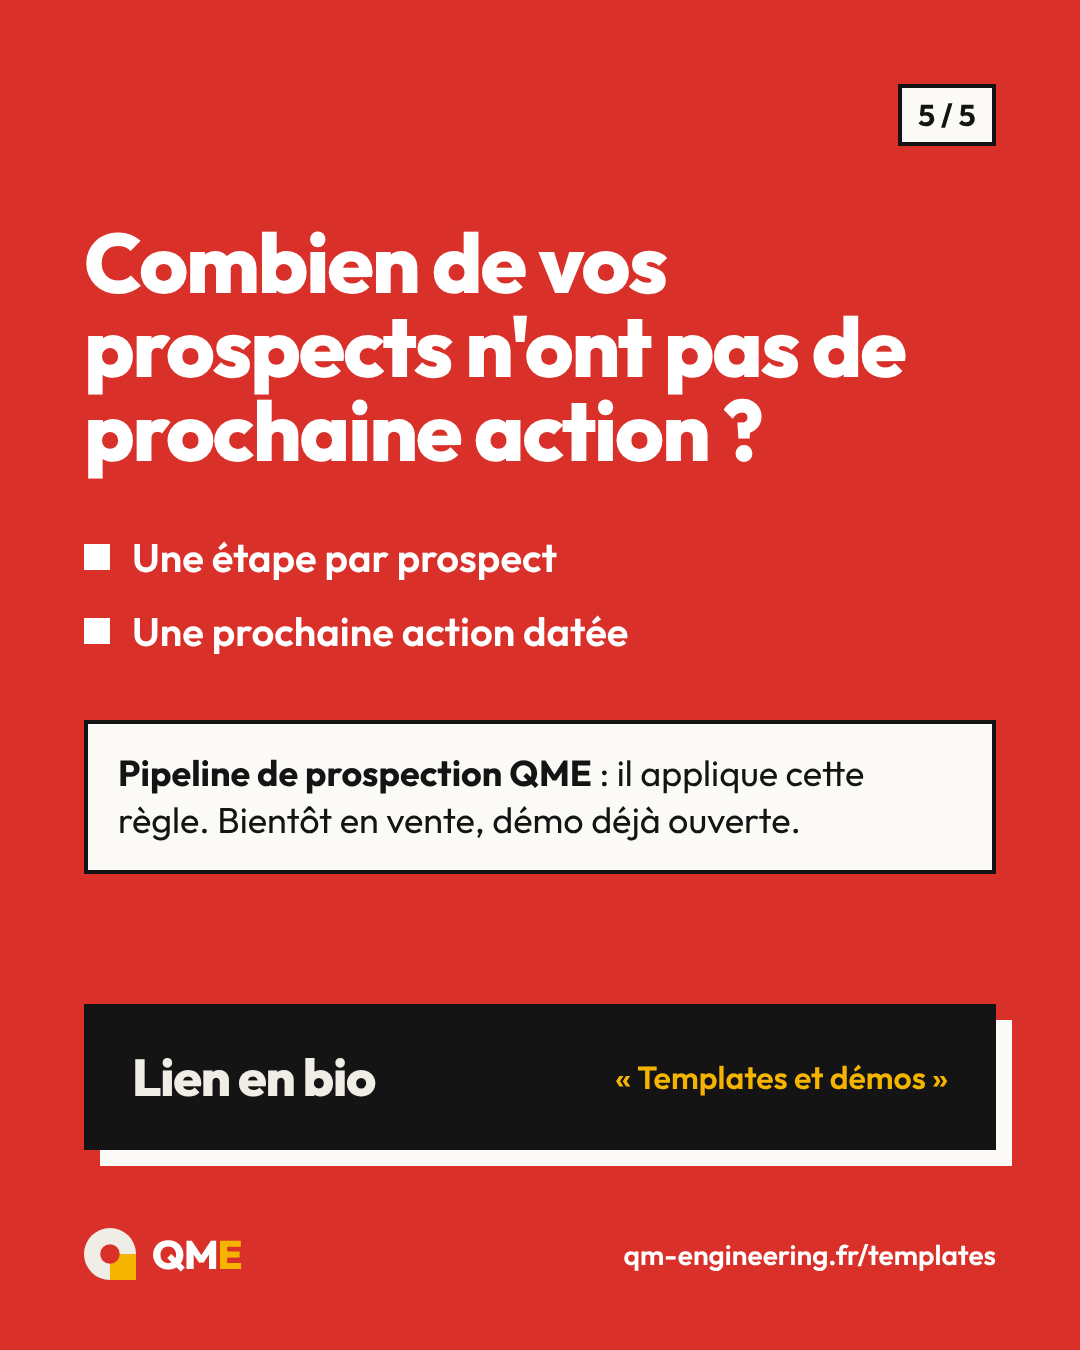 5 / 5
Combien de vos
prospects n'ont pas de
prochaine action ?
Une étape par prospect
Une prochaine action datée
Pipeline de prospection QME : il applique cette
règle. Bientôt en vente, démo déjà ouverte.
Lien en bio
« Templates et démos »
QME
qm-engineering.fr/templates